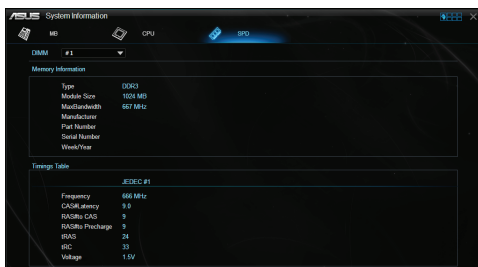 ASUS System Information
MB CPU SPD
DIMM #1
Memory Information
Type DDR3
Module Size 1024 MB
MaxBandwidth 667 MHz
Manufacturer
Part Number
Serial Number
Week/Year
Timings Table
JEDEC #1
Frequency 666 MHz
CAS#Latency 9.0
RAS#to CAS 9
RAS#to Precharge 9
tRAS 24
tRC 33
Voltage 1.5V